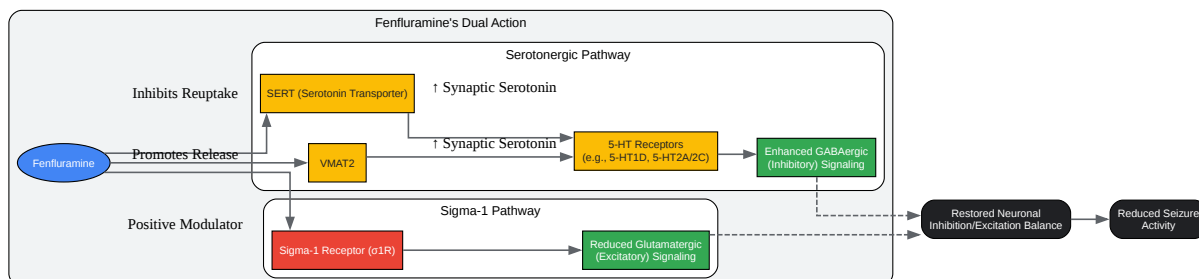 Fenfluramine's Dual Action
Serotonergic Pathway
Inhibits Reuptake
SERT (Serotonin Transporter)
↑ Synaptic Serotonin
Fenfluramine
Promotes Release
VMAT2
↑ Synaptic Serotonin
5-HT Receptors
(e.g., 5-HT1D, 5-HT2A/2C)
Enhanced GABAergic
(Inhibitory) Signaling
Sigma-1 Pathway
Positive Modulator
Sigma-1 Receptor (σ1R)
Reduced Glutamatergic
(Excitatory) Signaling
Restored Neuronal
Inhibition/Excitation Balance
Reduced Seizure
Activity